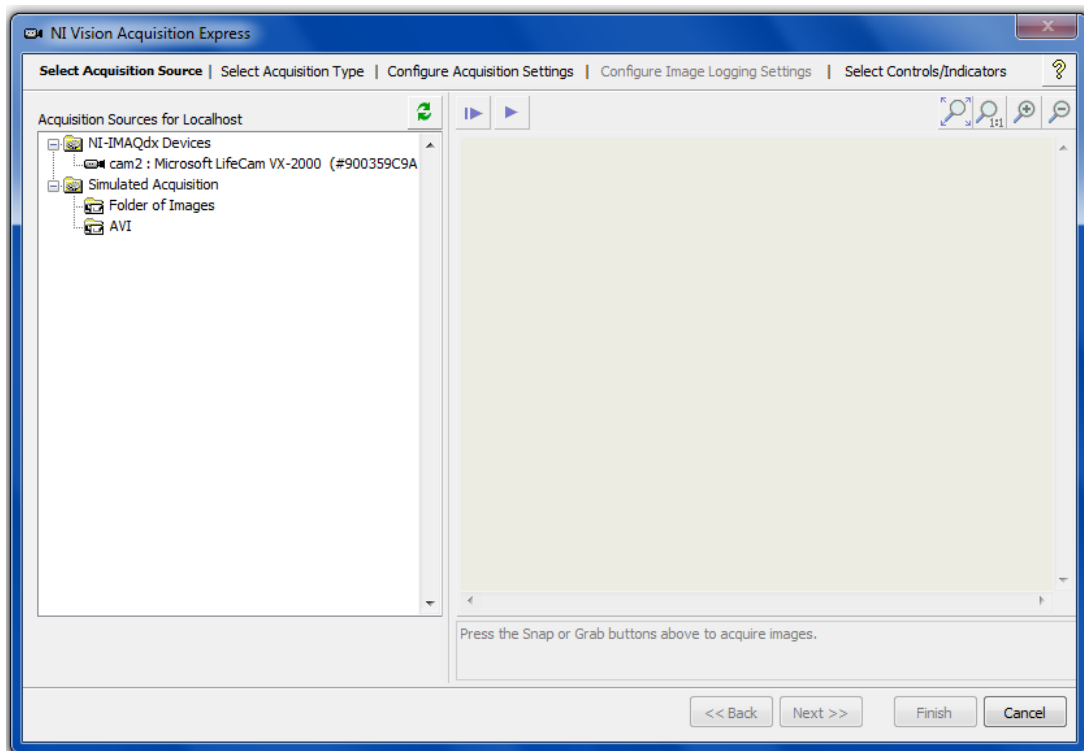 NI Vision Acquisition Express
x
Select Acquisition Source | Select Acquisition Type | Configure Acquisition Settings | Configure Image Logging Settings | Select Controls/Indicators ?
Acquisition Sources for Localhost
1:1
NI-IMAQdx Devices
cam2 : Microsoft LifeCam VX-2000 (#900359C9A
Simulated Acquisition
Folder of Images
AVI
Press the Snap or Grab buttons above to acquire images.
<< Back Next >> Finish Cancel